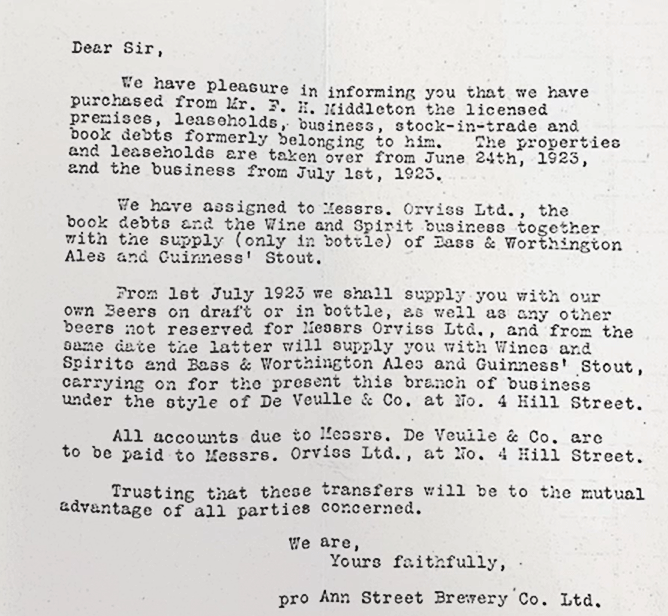 Dear Sir,
We have pleasure in informing you that we have
purchased from Mr. F. H. Middleton the licensed
premises, leaseholds, business, stock-in-trade and
book debts formerly belonging to him. The properties
and leaseholds are taken over from June 24th, 1923,
and the business from July 1st, 1923.
We have assigned to Messrs. Orviss Ltd., the
book debts and the Wine and Spirit business together
with the supply (only in bottle) of Bass & Worthington
Ales and Guinness' Stout.
From 1st July 1923 we shall supply you with our
own Beers on draft or in bottle, as well as any other
beers not reserved for Messrs Orviss Ltd., and from the
same date the latter will supply you with Wines and
Spirits and Bass & Worthington Ales and Guinness' Stout,
carrying on for the present this branch of business
under the style of De Veulle & Co. at No. 4 Hill Street.
All accounts due to Messrs. De Veulle & Co. are
to be paid to Messrs. Orviss Ltd., at No. 4 Hill Street.
Trusting that these transfers will be to the mutual
advantage of all parties concerned.
We are,
Yours faithfully,
pro Ann Street Brewery Co. Ltd.